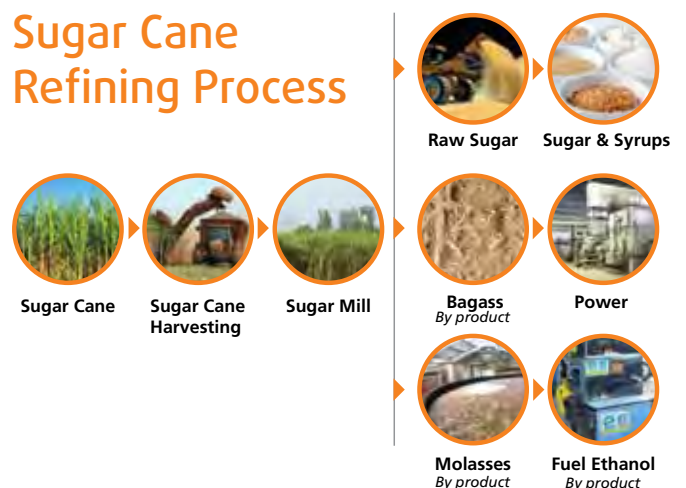 Sugar Cane
Refining Process
Raw Sugar
Sugar & Syrups
Sugar Cane
Sugar Cane
Harvesting
Sugar Mill
Bagass
By product
Power
Molasses
By product
Fuel Ethanol
By product